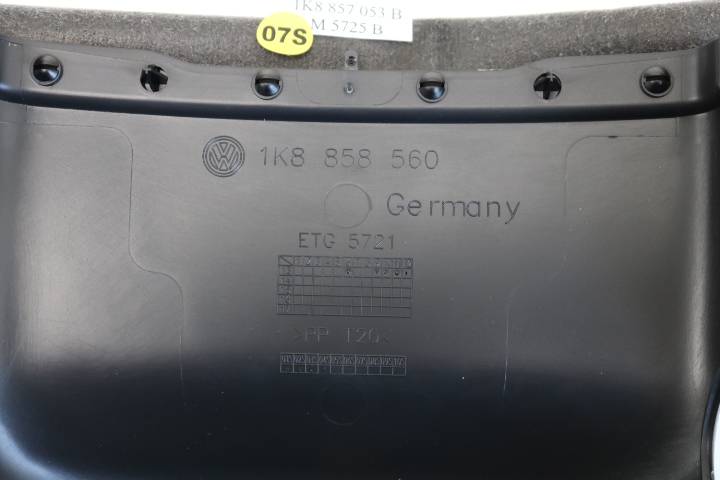 1K8 857 053 B
M 5725 B
07S
1K8 858 560
Germany
ETG 5721
>PP T20<